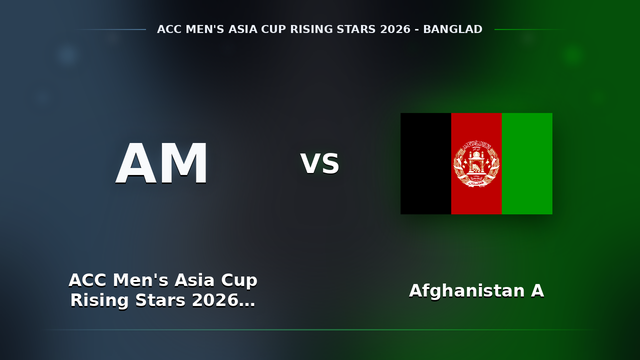 ACC MEN'S ASIA CUP RISING STARS 2026 - BANGLAD
AM
VS
ACC Men's Asia Cup
Rising Stars 2026...
Afghanistan A